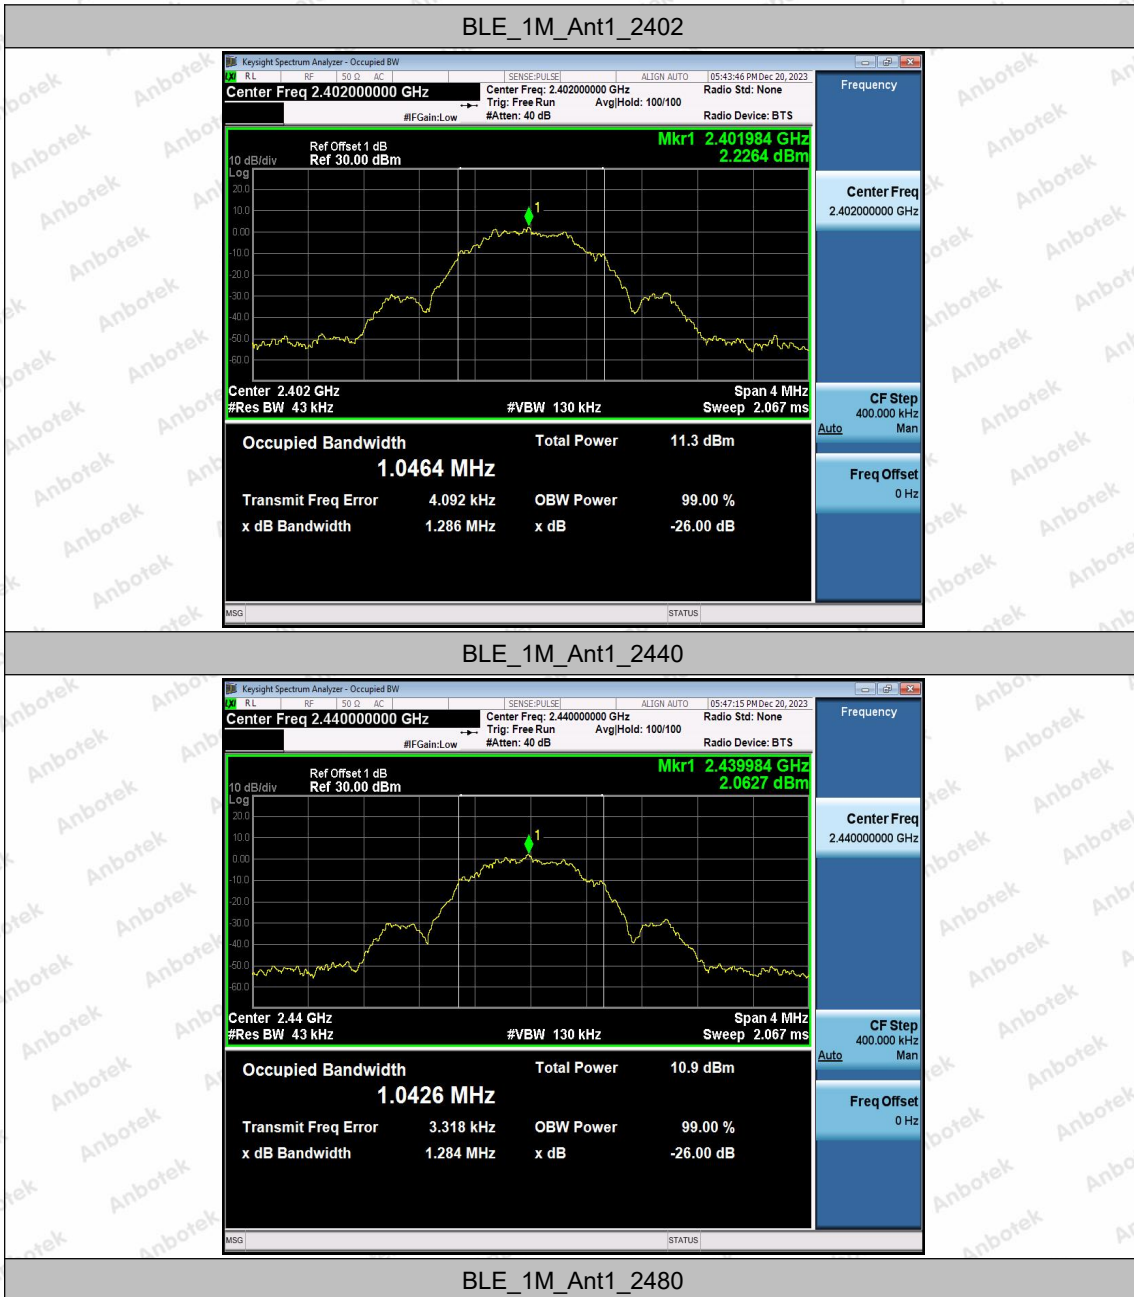 BLE_1M_Ant1_2402
Keysight Spectrum Analyzer - Occupied BW
LXI RL RF 50 Ω AC SENSE:PULSE ALIGN AUTO 05:43:46 PM Dec 20, 2023
Center Freq 2.402000000 GHz
Center Freq: 2.402000000 GHz
Radio Std: None
Trig: Free Run Avg|Hold: 100/100
#IFGain:Low #Atten: 40 dB Radio Device: BTS
Frequency
Mkr1 2.401984 GHz
2.2264 dBm
Ref Offset 1 dB
10 dB/div Ref 30.00 dBm
Log
20.0
10.0
0.00
-10.0
-20.0
-30.0
-40.0
-50.0
-60.0
1
Center 2.402 GHz Span 4 MHz
#Res BW 43 kHz #VBW 130 kHz Sweep 2.067 ms
Center Freq
2.402000000 GHz
CF Step
400.000 kHz
Auto Man
Freq Offset
0 Hz
Occupied Bandwidth Total Power 11.3 dBm
1.0464 MHz
Transmit Freq Error 4.092 kHz OBW Power 99.00 %
x dB Bandwidth 1.286 MHz x dB -26.00 dB
MSG STATUS
BLE_1M_Ant1_2440
Keysight Spectrum Analyzer - Occupied BW
LXI RL RF 50 Ω AC SENSE:PULSE ALIGN AUTO 05:47:15 PM Dec 20, 2023
Center Freq 2.440000000 GHz
Center Freq: 2.440000000 GHz
Radio Std: None
Trig: Free Run Avg|Hold: 100/100
#IFGain:Low #Atten: 40 dB Radio Device: BTS
Frequency
Mkr1 2.439984 GHz
2.0627 dBm
Ref Offset 1 dB
10 dB/div Ref 30.00 dBm
Log
20.0
10.0
0.00
-10.0
-20.0
-30.0
-40.0
-50.0
-60.0
1
Center 2.44 GHz Span 4 MHz
#Res BW 43 kHz #VBW 130 kHz Sweep 2.067 ms
Center Freq
2.440000000 GHz
CF Step
400.000 kHz
Auto Man
Freq Offset
0 Hz
Occupied Bandwidth Total Power 10.9 dBm
1.0426 MHz
Transmit Freq Error 3.318 kHz OBW Power 99.00 %
x dB Bandwidth 1.284 MHz x dB -26.00 dB
MSG STATUS
BLE_1M_Ant1_2480
Anbotek